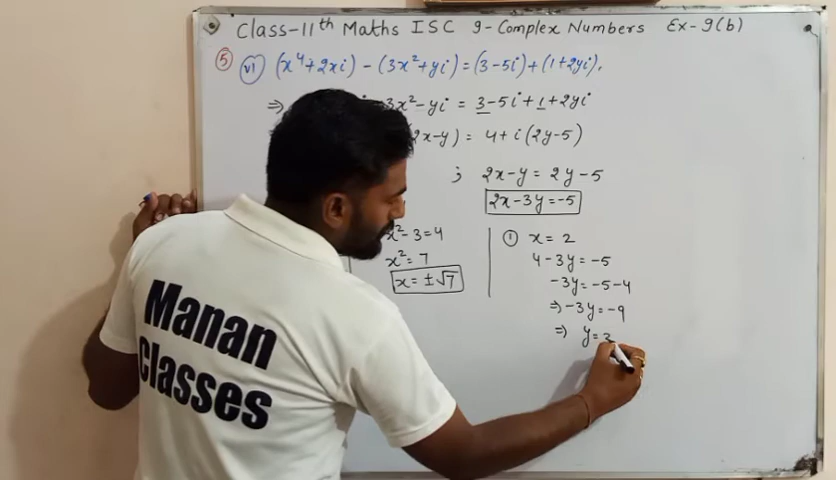 Class-11th Maths ISC 9-Complex Numbers Ex-9(b)
5 vi) (x⁴+2xi) - (3x²+yi) = (3-5i) + (1+2yi).
⇒ 3x²-yi = 3-5i+1+2yi
2x-y) = 4+i(2y-5)
; 2x-y = 2y-5
2x-3y=-5
x²-3=4
x²=7
x=±√7
① x=2
4-3y=-5
-3y=-5-4
⇒ -3y=-9
⇒ y=3
Manan
Classes